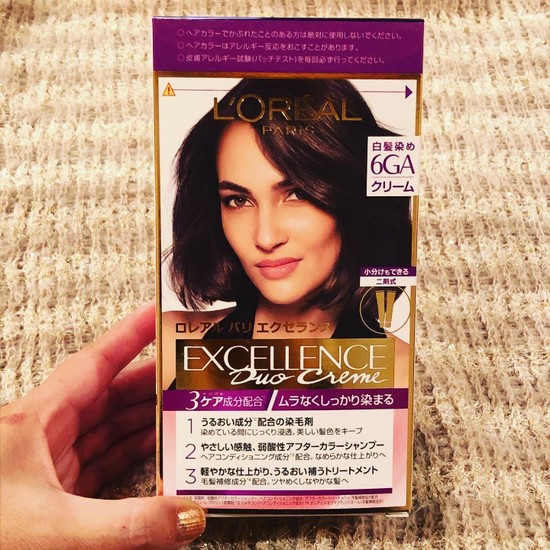 ○ヘアカラーでかぶれたことのある方は絶対に使用しないでください。
○ヘアカラーはアレルギー反応をおこすことがあります。
○皮膚アレルギー試験(パッチテスト)を毎回必ず行ってください。
L'ORÉAL
PARIS
白髪染め
6GA
クリーム
小分けもできる
二剤式
ロレアル パリ エクセランス
EXCELLENCE
Duo Creme
3ケア成分配合 / ムラなくしっかり染まる
1 うるおい成分配合の染毛剤
染めている間にじっくり浸透。美しい髪色をキープ
2 やさしい感触、弱酸性アフターカラーシャンプー
ヘアコンディショニング成分配合。なめらかな仕上がりへ
3 軽やかな仕上がり、うるおい補うトリートメント
毛髪補修成分配合。ツヤめくしなやかな髪へ